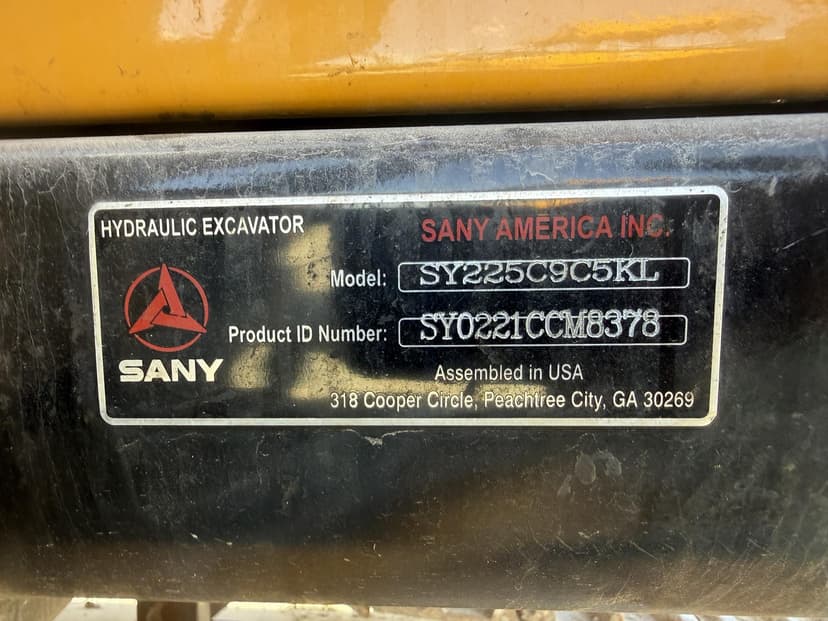 HYDRAULIC EXCAVATOR
SANY AMERICA INC.
Model: SY225C9C5KL
Product ID Number: SY0221CCM8378
SANY
Assembled in USA
318 Cooper Circle, Peachtree City, GA 30269